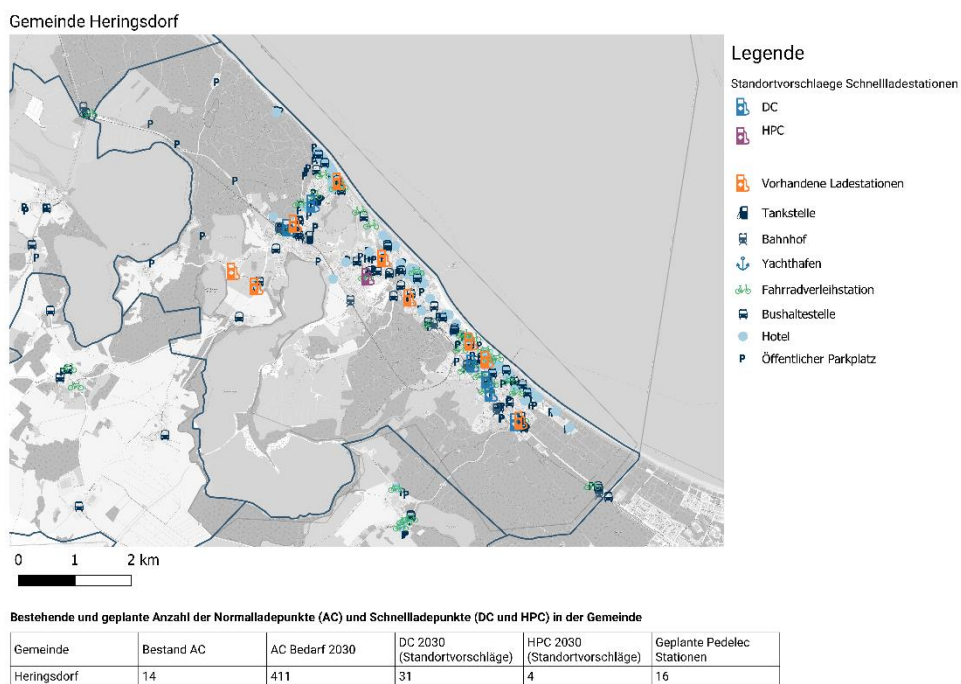 Gemeinde Heringsdorf
Legende
Standortvorschlaege Schnellladestationen
DC
HPC
Vorhandene Ladestationen
Tankstelle
Bahnhof
Yachthafen
Fahrradverleihstation
Bushaltestelle
Hotel
P Öffentlicher Parkplatz
0 1 2 km
Bestehende und geplante Anzahl der Normalladepunkte (AC) und Schnellladepunkte (DC und HPC) in der Gemeinde
Gemeinde Bestand AC AC Bedarf 2030 DC 2030 (Standortvorschläge) HPC 2030 (Standortvorschläge) Geplante Pedelec Stationen
Heringsdorf 14 411 31 4 16